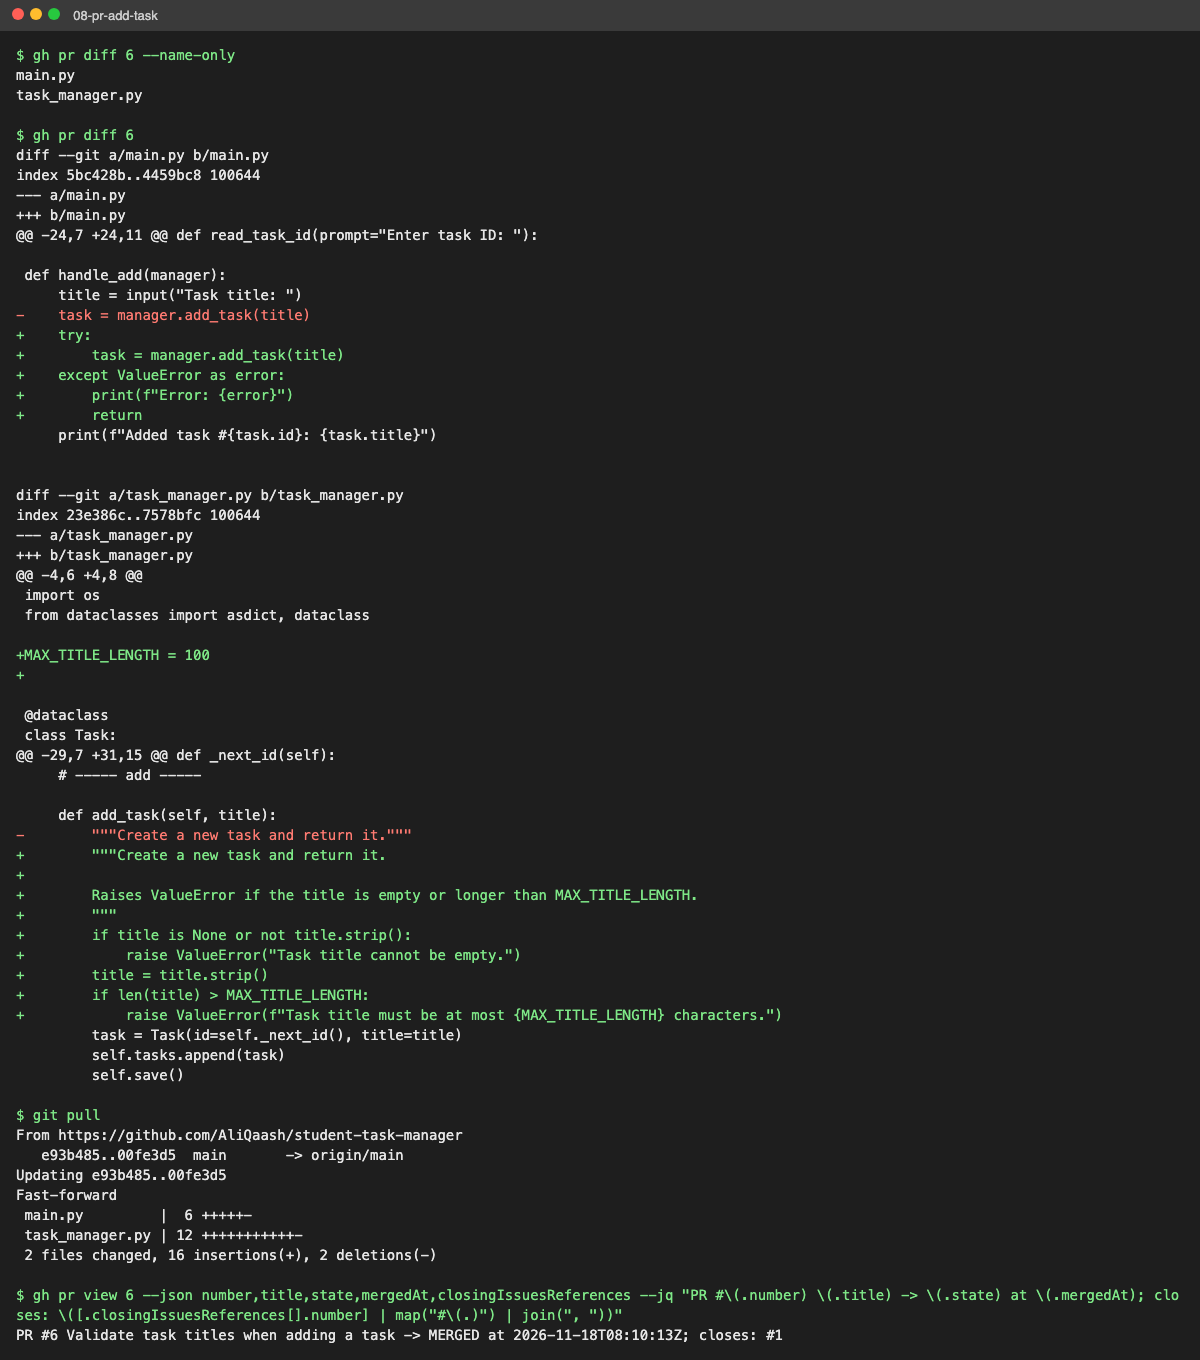 08-pr-add-task
$ gh pr diff 6 --name-only
main.py
task_manager.py
$ gh pr diff 6
diff --git a/main.py b/main.py
index 5bc428b..4459bc8 100644
--- a/main.py
+++ b/main.py
@@ -24,7 +24,11 @@ def read_task_id(prompt="Enter task ID: "):
 def handle_add(manager):
     title = input("Task title: ")
-    task = manager.add_task(title)
+    try:
+        task = manager.add_task(title)
+    except ValueError as error:
+        print(f"Error: {error}")
+        return
     print(f"Added task #{task.id}: {task.title}")
diff --git a/task_manager.py b/task_manager.py
index 23e386c..7578bfc 100644
--- a/task_manager.py
+++ b/task_manager.py
@@ -4,6 +4,8 @@
 import os
 from dataclasses import asdict, dataclass
+MAX_TITLE_LENGTH = 100
+
 @dataclass
 class Task:
@@ -29,7 +31,15 @@ def _next_id(self):
     # ----- add -----
     def add_task(self, title):
-        """Create a new task and return it."""
+        """Create a new task and return it.
+
+        Raises ValueError if the title is empty or longer than MAX_TITLE_LENGTH.
+        """
+        if title is None or not title.strip():
+            raise ValueError("Task title cannot be empty.")
+        title = title.strip()
+        if len(title) > MAX_TITLE_LENGTH:
+            raise ValueError(f"Task title must be at most {MAX_TITLE_LENGTH} characters.")
         task = Task(id=self._next_id(), title=title)
         self.tasks.append(task)
         self.save()
$ git pull
From https://github.com/AliQaash/student-task-manager
   e93b485..00fe3d5  main       -> origin/main
Updating e93b485..00fe3d5
Fast-forward
 main.py         |  6 +++++-
 task_manager.py | 12 +++++++++++-
 2 files changed, 16 insertions(+), 2 deletions(-)
$ gh pr view 6 --json number,title,state,mergedAt,closingIssuesReferences --jq "PR #\(.number) \(.title) -> \(.state) at \(.mergedAt); clo
ses: \([.closingIssuesReferences[].number] | map("#\(.)") | join(", "))"
PR #6 Validate task titles when adding a task -> MERGED at 2026-11-18T08:10:13Z; closes: #1